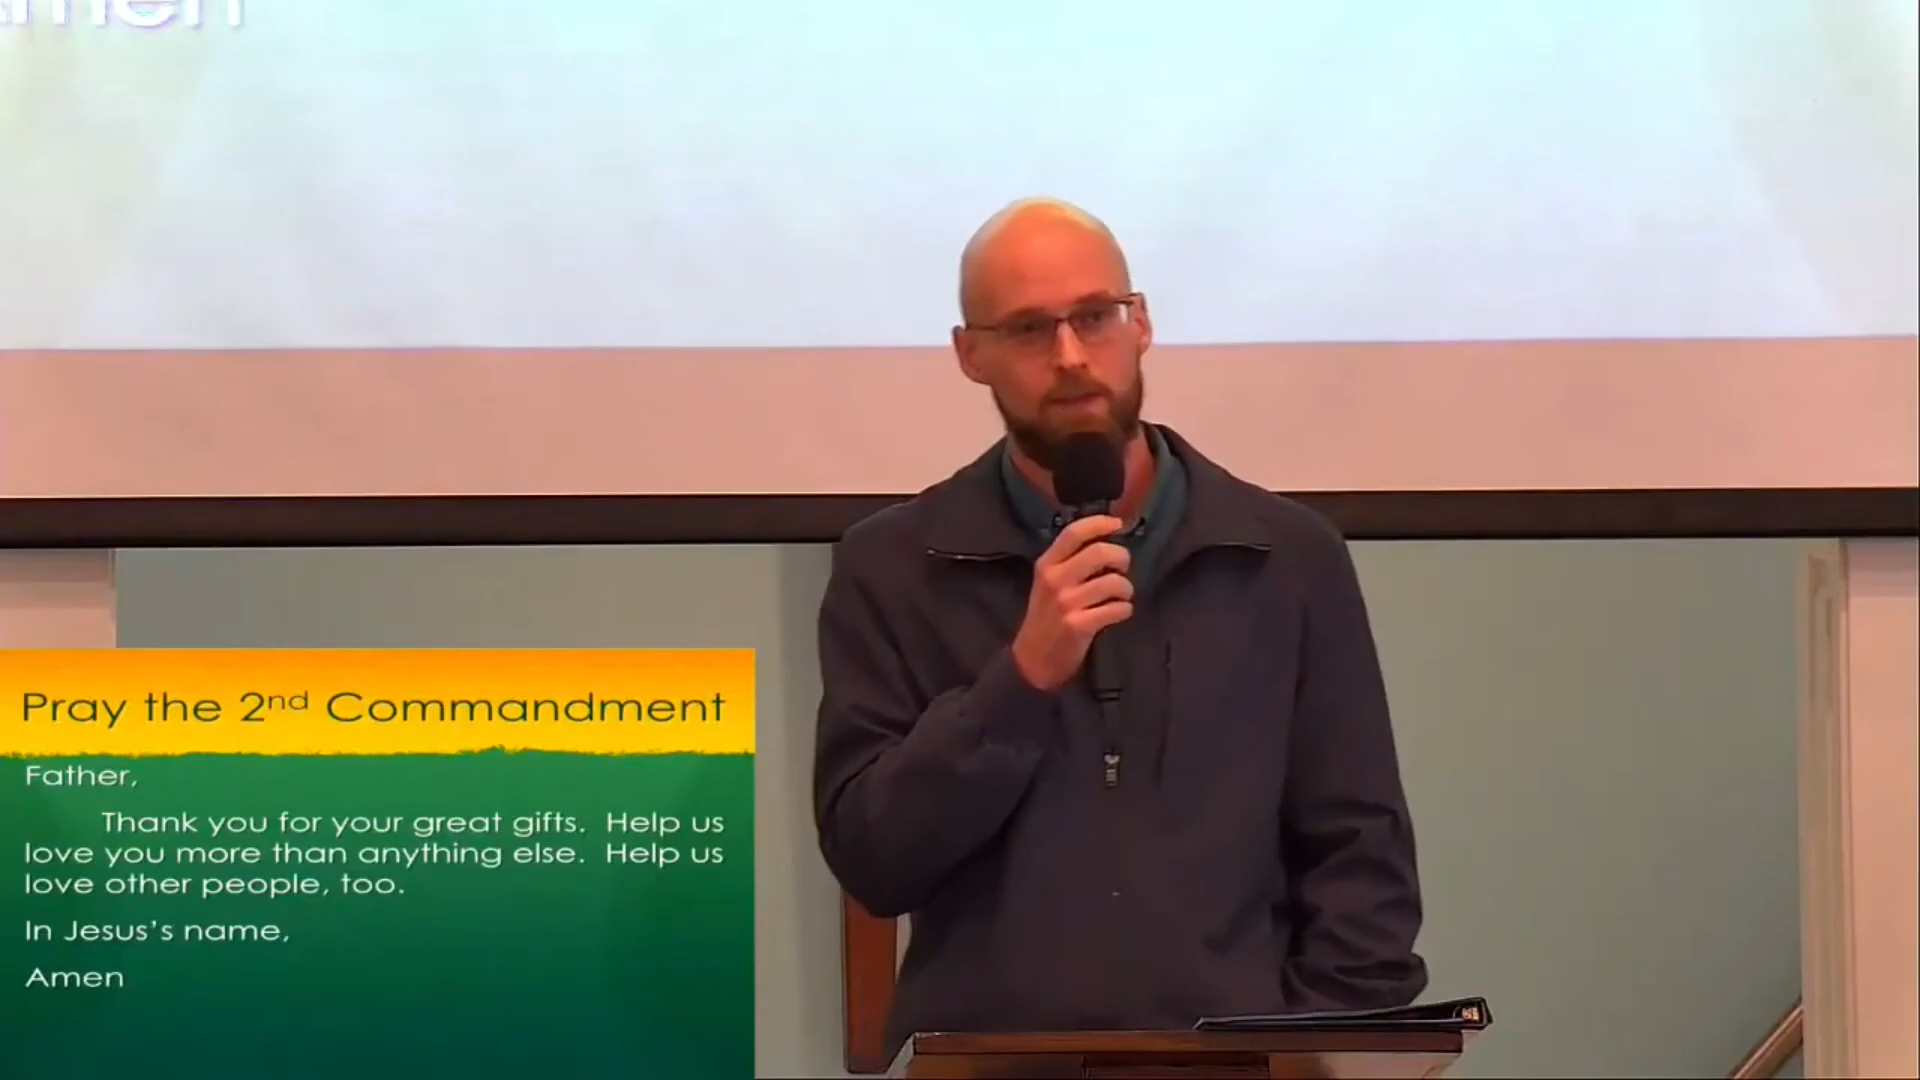 Amen
Pray the 2nd Commandment
Father,
Thank you for your great gifts. Help us
love you more than anything else. Help us
love other people, too.
In Jesus's name,
Amen